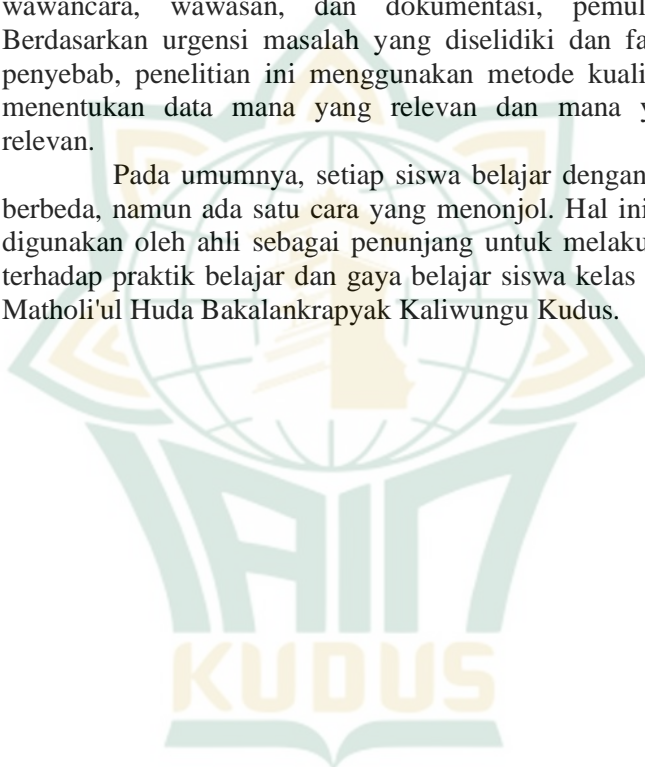 wawancara, wawasan, dan dokumentasi, pemul
Berdasarkan urgensi masalah yang diselidiki dan fa
penyebab, penelitian ini menggunakan metode kuali
menentukan data mana yang relevan dan mana y
relevan.
Pada umumnya, setiap siswa belajar dengan
berbeda, namun ada satu cara yang menonjol. Hal ini
digunakan oleh ahli sebagai penunjang untuk melaku
terhadap praktik belajar dan gaya belajar siswa kelas
Matholi'ul Huda Bakalankrapyak Kaliwungu Kudus.
IAIN
KUDUS